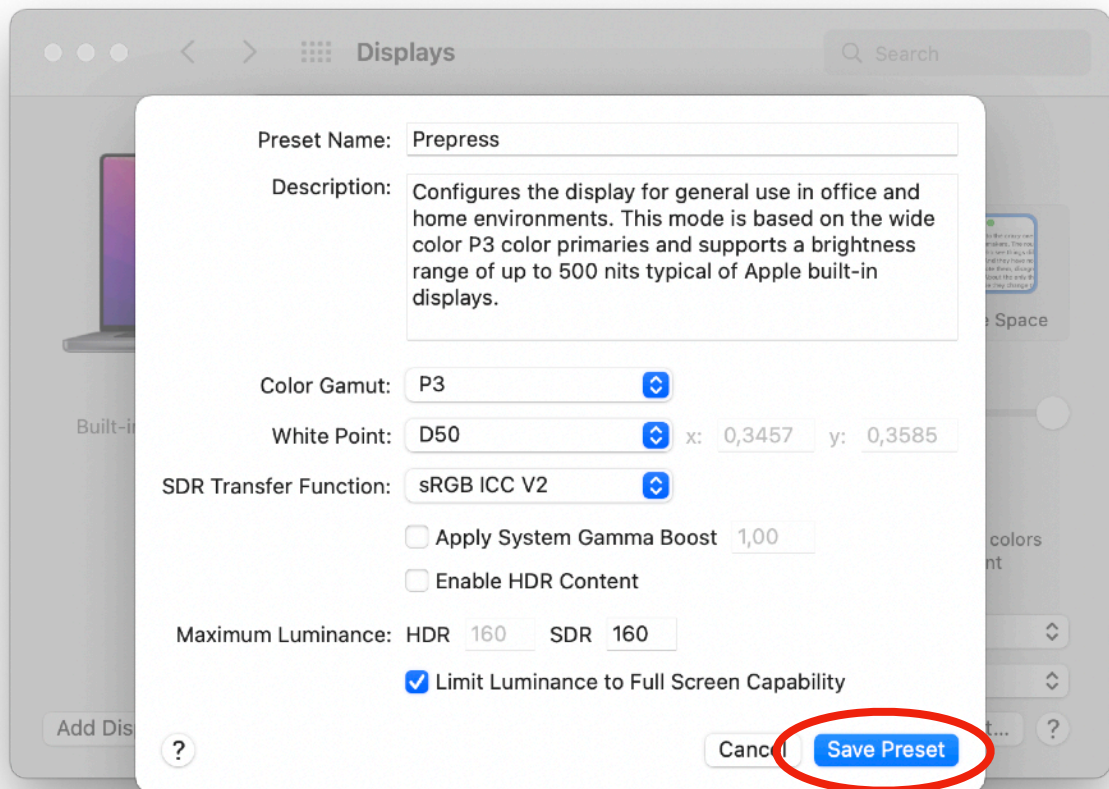 Displays
Search
Preset Name: Prepress
Description: Configures the display for general use in office and
home environments. This mode is based on the wide
color P3 color primaries and supports a brightness
range of up to 500 nits typical of Apple built-in
displays.
Space
Color Gamut: P3
Built-in
White Point: D50 x: 0,3457 y: 0,3585
SDR Transfer Function: sRGB ICC V2
Apply System Gamma Boost 1,00
colors
Enable HDR Content
Maximum Luminance: HDR 160 SDR 160
Limit Luminance to Full Screen Capability
Add Dis
? Cancel Save Preset t... ?